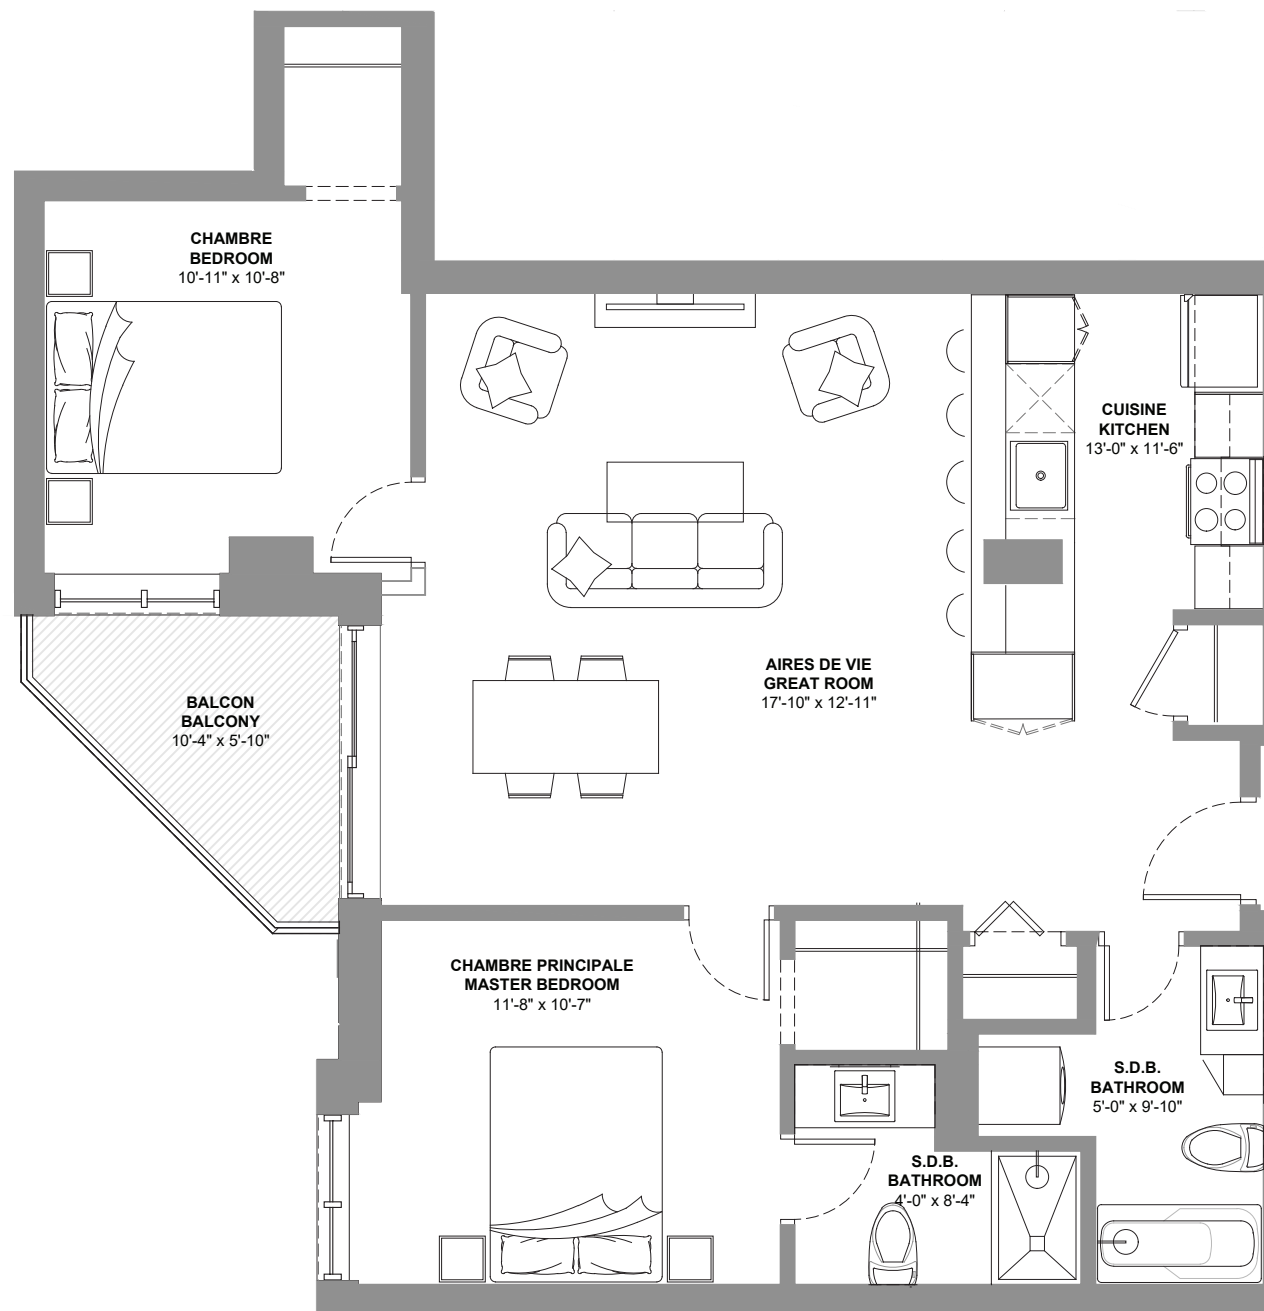 CHAMBRE
BEDROOM
10'-11" x 10'-8"
CUISINE
KITCHEN
13'-0" x 11'-6"
AIRES DE VIE
GREAT ROOM
17'-10" x 12'-11"
BALCON
BALCONY
10'-4" x 5'-10"
CHAMBRE PRINCIPALE
MASTER BEDROOM
11'-8" x 10'-7"
S.D.B.
BATHROOM
5'-0" x 9'-10"
S.D.B.
BATHROOM
4'-0" x 8'-4"